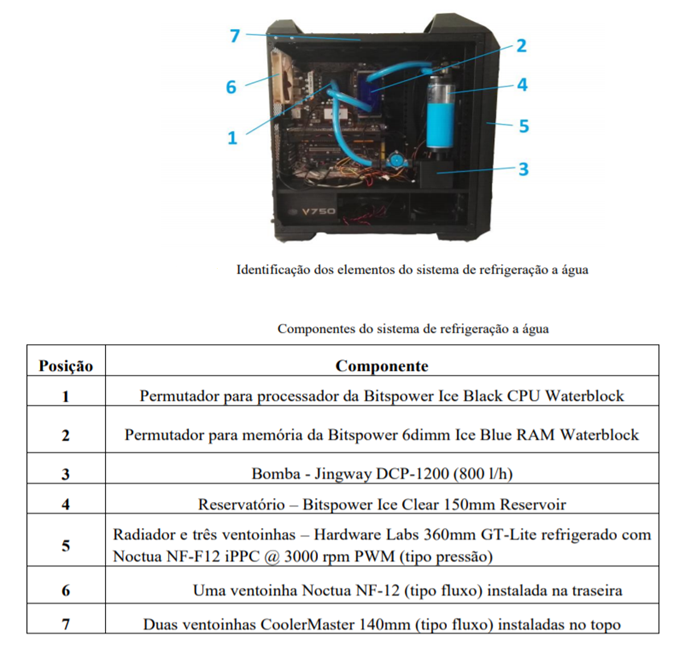 7
2
6
4
1
5
3
V750
Identificação dos elementos do sistema de refrigeração a água
Componentes do sistema de refrigeração a água
Posição Componente
1 Permutador para processador da Bitspower Ice Black CPU Waterblock
2 Permutador para memória da Bitspower 6dimm Ice Blue RAM Waterblock
3 Bomba - Jingway DCP-1200 (800 l/h)
4 Reservatório – Bitspower Ice Clear 150mm Reservoir
5 Radiador e três ventoinhas – Hardware Labs 360mm GT-Lite refrigerado com
Noctua NF-F12 iPPC @ 3000 rpm PWM (tipo pressão)
6 Uma ventoinha Noctua NF-12 (tipo fluxo) instalada na traseira
7 Duas ventoinhas CoolerMaster 140mm (tipo fluxo) instaladas no topo